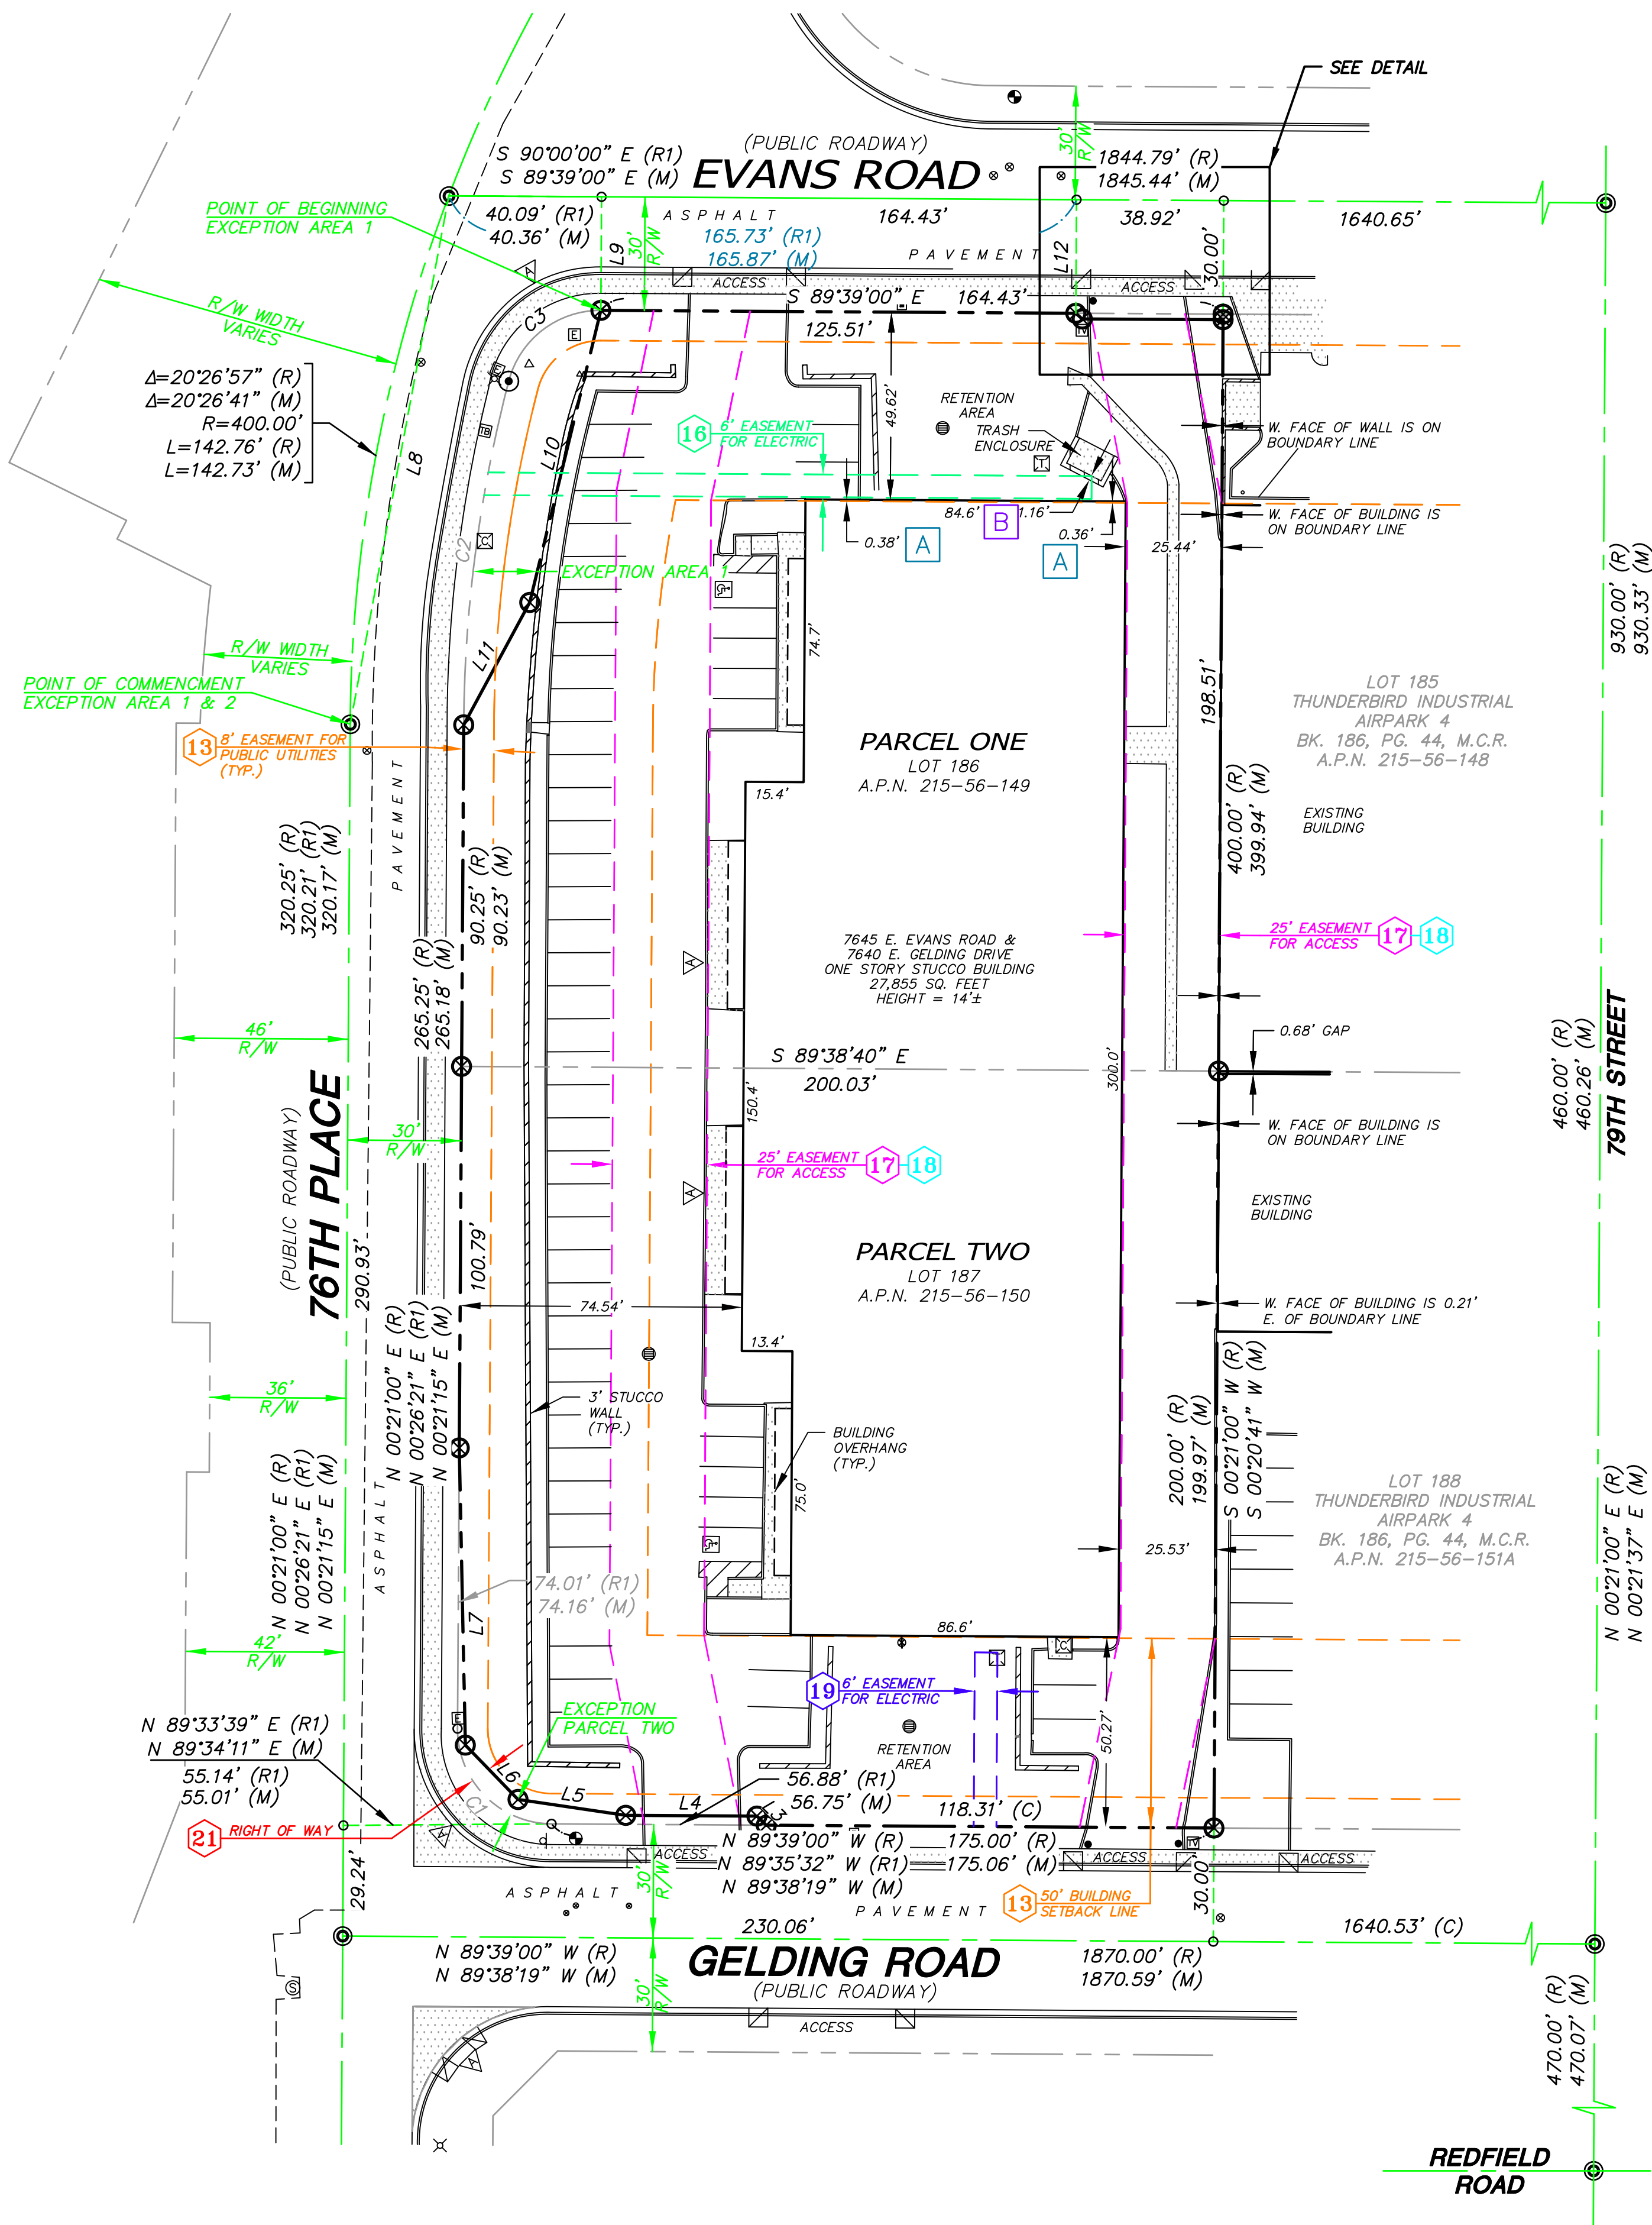 SEE DETAIL
(PUBLIC ROADWAY)
EVANS ROAD
S 90°00'00" E (R1)
S 89°39'00" E (M)
30'
R/W
1844.79' (R)
1845.44' (M)
POINT OF BEGINNING
EXCEPTION AREA 1
40.09' (R1)
40.36' (M)
ASPHALT
164.43'
38.92'
1640.65'
L9
30'
R/W
165.73' (R1)
165.87' (M)
PAVEMENT
L12
30.00'
ACCESS
ACCESS
S 89°39'00" E 164.43'
125.51'
C3
E
TV
R/W WIDTH
VARIES
Δ=20°26'57" (R)
Δ=20°26'41" (M)
R=400.00'
L=142.76' (R)
L=142.73' (M)
L8
L10
49.62'
RETENTION
AREA
TRASH
ENCLOSURE
16
6' EASEMENT
FOR ELECTRIC
W. FACE OF WALL IS ON
BOUNDARY LINE
T
TB
84.6'
B
1.16'
0.38'
A
0.36'
A
25.44'
W. FACE OF BUILDING IS
ON BOUNDARY LINE
930.00' (R)
930.33' (M)
C2
C
EXCEPTION AREA 1
R/W WIDTH
VARIES
L11
74.7'
POINT OF COMMENCMENT
EXCEPTION AREA 1 & 2
13
8' EASEMENT FOR
PUBLIC UTILITIES
(TYP.)
198.51'
LOT 185
THUNDERBIRD INDUSTRIAL
AIRPARK 4
BK. 186, PG. 44, M.C.R.
A.P.N. 215-56-148
PARCEL ONE
LOT 186
A.P.N. 215-56-149
15.4'
PAVEMENT
EXISTING
BUILDING
400.00' (R)
399.94' (M)
320.25' (R)
320.21' (R1)
320.17' (M)
90.25' (R)
90.23' (M)
265.25' (R)
265.18' (M)
7645 E. EVANS ROAD &
7640 E. GELDING DRIVE
ONE STORY STUCCO BUILDING
27,855 SQ. FEET
HEIGHT = 14'±
25' EASEMENT
FOR ACCESS
17
18
A
46'
R/W
0.68' GAP
S 89°38'40" E
200.03'
300.0'
150.4'
460.00' (R)
460.26' (M)
79TH STREET
30'
R/W
(PUBLIC ROADWAY)
76TH PLACE
W. FACE OF BUILDING IS
ON BOUNDARY LINE
25' EASEMENT
FOR ACCESS
17
18
A
EXISTING
BUILDING
290.93'
100.79'
PARCEL TWO
LOT 187
A.P.N. 215-56-150
74.54'
W. FACE OF BUILDING IS 0.21'
E. OF BOUNDARY LINE
13.4'
36'
R/W
N 00°21'00" E (R)
N 00°26'21" E (R1)
N 00°21'15" E (M)
3' STUCCO
WALL
(TYP.)
BUILDING
OVERHANG
(TYP.)
75.0'
200.00' (R)
199.97' (M)
S 00°21'00" W (R)
S 00°20'41" W (M)
N 00°21'00" E (R)
N 00°26'21" E (R1)
N 00°21'15" E (M)
ASPHALT
LOT 188
THUNDERBIRD INDUSTRIAL
AIRPARK 4
BK. 186, PG. 44, M.C.R.
A.P.N. 215-56-151A
N 00°21'00" E (R)
N 00°21'37" E (M)
25.53'
74.01' (R1)
74.16' (M)
L7
42'
R/W
86.6'
C
19
6' EASEMENT
FOR ELECTRIC
50.27'
EXCEPTION
PARCEL TWO
E
N 89°33'39" E (R1)
N 89°34'11" E (M)
55.14' (R1)
55.01' (M)
RETENTION
AREA
L6
L5
L4
L3
56.88' (R1)
56.75' (M)
C1
118.31' (C)
21
RIGHT OF WAY
A
N 89°39'00" W (R)
N 89°35'32" W (R1)
N 89°38'19" W (M)
175.00' (R)
175.06' (M)
TV
ACCESS
ACCESS
ACCESS
29.24'
30'
R/W
ASPHALT
PAVEMENT
13
50' BUILDING
SETBACK LINE
30.00'
230.06'
1640.53' (C)
N 89°39'00" W (R)
N 89°38'19" W (M)
GELDING ROAD
(PUBLIC ROADWAY)
1870.00' (R)
1870.59' (M)
S
30'
R/W
ACCESS
A
470.00' (R)
470.07' (M)
REDFIELD
ROAD